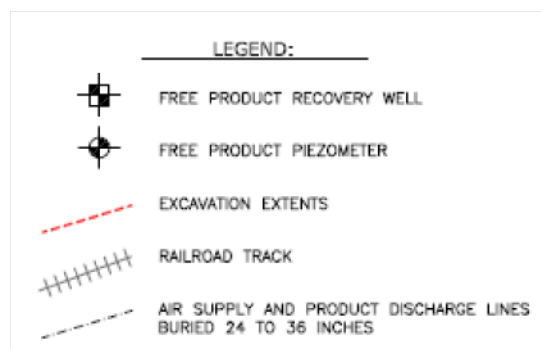 LEGEND:
FREE PRODUCT RECOVERY WELL
FREE PRODUCT PIEZOMETER
EXCAVATION EXTENTS
RAILROAD TRACK
AIR SUPPLY AND PRODUCT DISCHARGE LINES
BURIED 24 TO 36 INCHES